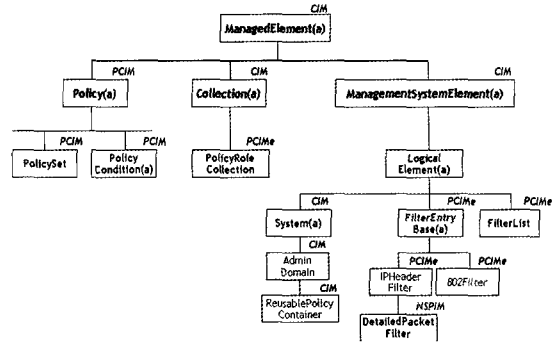 CIM
ManagedElement(a)
PCIM
CIM
CIM
Policy(a)
Collection(a)
ManagementSystemElement(a)
PCIM
PCIM
PCIMe
PolicySet
Policy
Condition(a)
PolicyRole
Collection
Logical
Element(a)
CIM
PCIMe
PCIMe
System(a)
FilterEntry
Base(a)
FilterList
CIM
PCIMe
PCIMe
Admin
Domain
IPHeader
Filter
802Filter
CIM
NSPIM
ReusablePolicy
Container
DetailedPacket
Filter